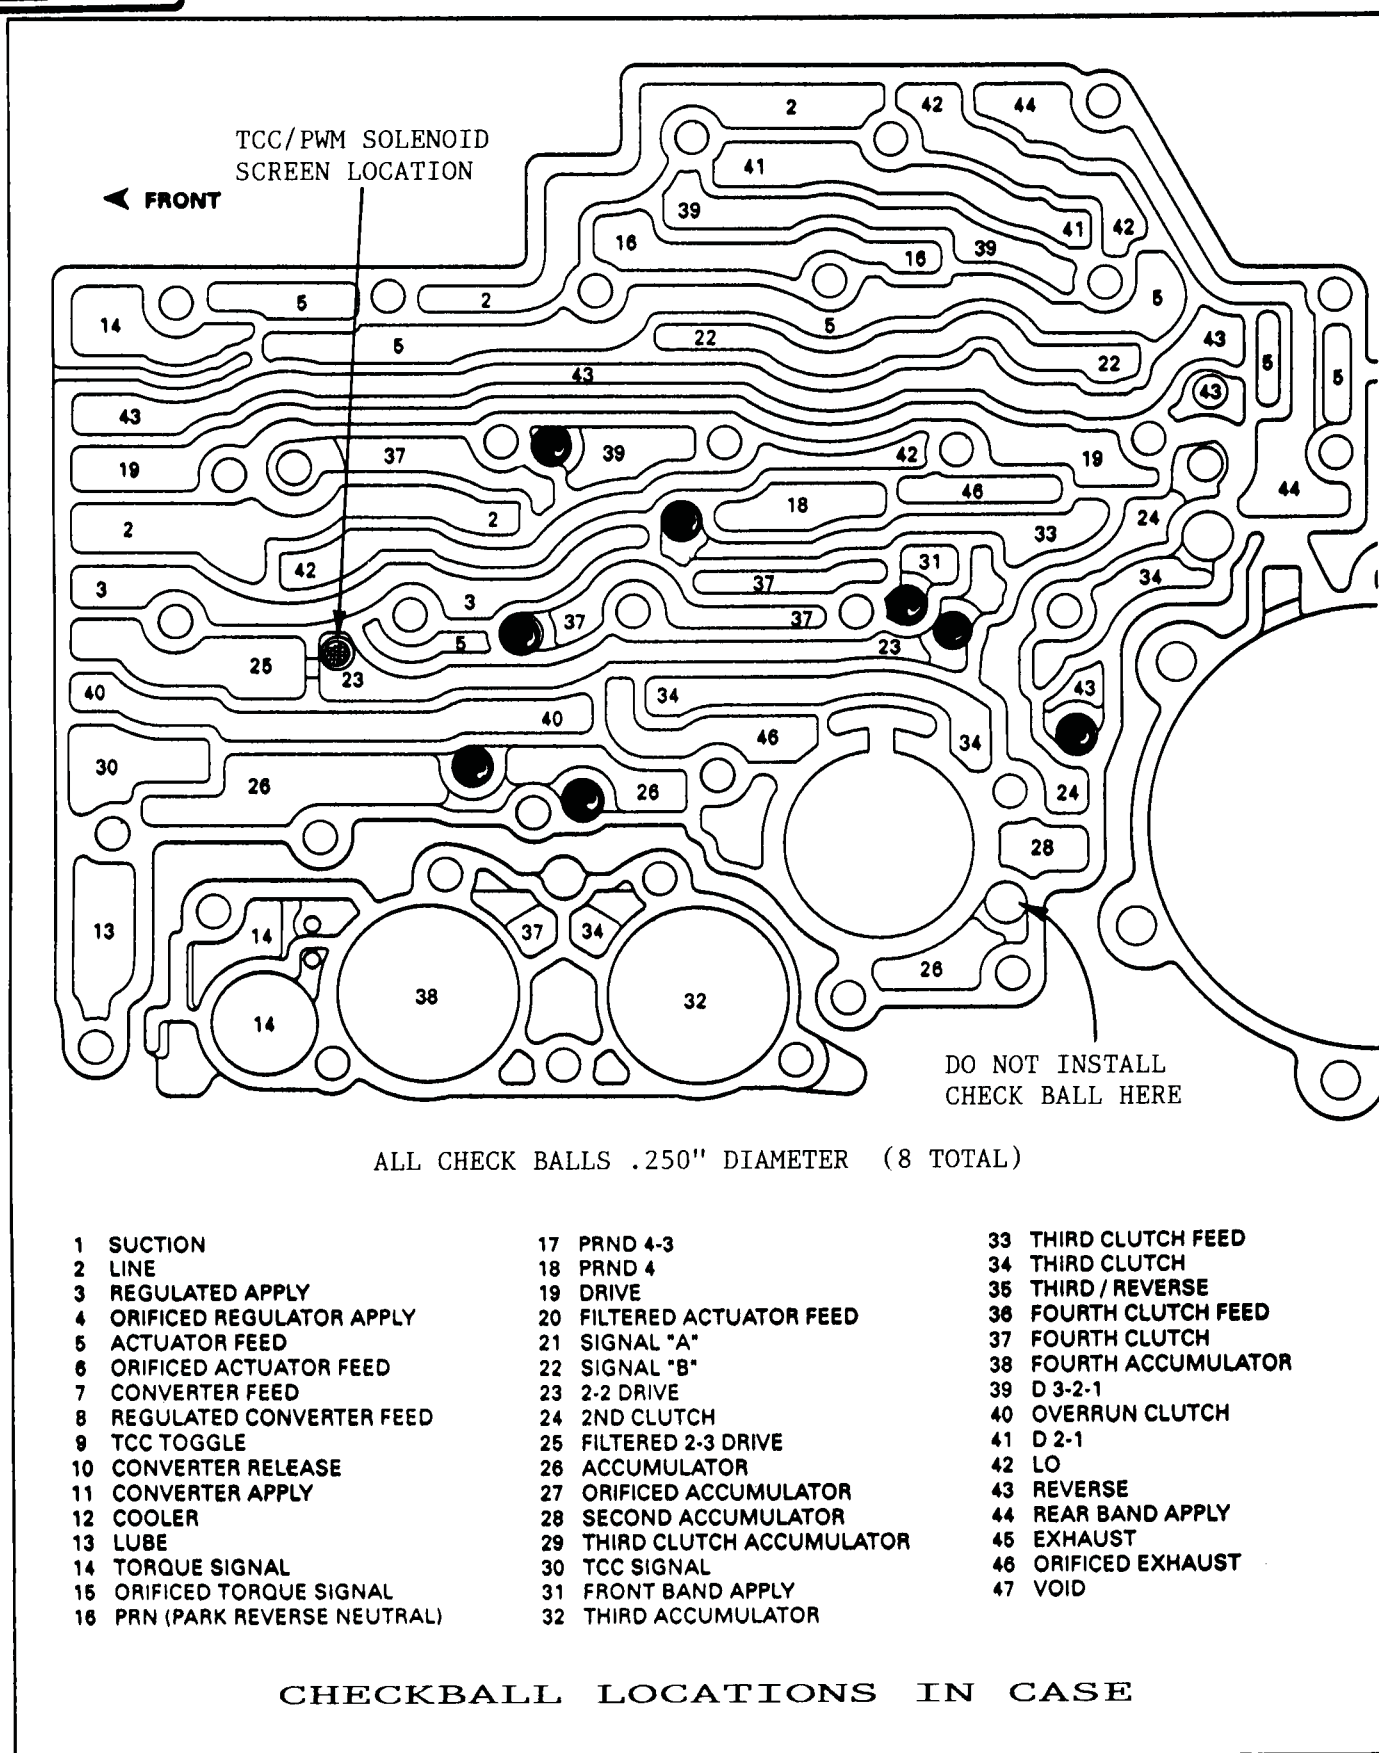 TCC/PWM SOLENOID
SCREEN LOCATION
FRONT
2
42
44
41
39
16
41
42
39
16
14
5
2
5
5
43
5
5
22
5
22
43
43
43
37
39
42
19
19
44
18
46
24
2
2
33
42
31
34
3
37
3
37
37
5
23
25
23
43
40
34
40
46
34
30
26
26
24
28
13
14
37
34
26
38
32
14
DO NOT INSTALL
CHECK BALL HERE
ALL CHECK BALLS .250" DIAMETER (8 TOTAL)
1 SUCTION
2 LINE
3 REGULATED APPLY
4 ORIFICED REGULATOR APPLY
5 ACTUATOR FEED
6 ORIFICED ACTUATOR FEED
7 CONVERTER FEED
8 REGULATED CONVERTER FEED
9 TCC TOGGLE
10 CONVERTER RELEASE
11 CONVERTER APPLY
12 COOLER
13 LUBE
14 TORQUE SIGNAL
15 ORIFICED TORQUE SIGNAL
16 PRN (PARK REVERSE NEUTRAL)
17 PRND 4-3
18 PRND 4
19 DRIVE
20 FILTERED ACTUATOR FEED
21 SIGNAL "A"
22 SIGNAL "B"
23 2-2 DRIVE
24 2ND CLUTCH
25 FILTERED 2-3 DRIVE
26 ACCUMULATOR
27 ORIFICED ACCUMULATOR
28 SECOND ACCUMULATOR
29 THIRD CLUTCH ACCUMULATOR
30 TCC SIGNAL
31 FRONT BAND APPLY
32 THIRD ACCUMULATOR
33 THIRD CLUTCH FEED
34 THIRD CLUTCH
35 THIRD / REVERSE
36 FOURTH CLUTCH FEED
37 FOURTH CLUTCH
38 FOURTH ACCUMULATOR
39 D 3-2-1
40 OVERRUN CLUTCH
41 D 2-1
42 LO
43 REVERSE
44 REAR BAND APPLY
45 EXHAUST
46 ORIFICED EXHAUST
47 VOID
CHECKBALL LOCATIONS IN CASE